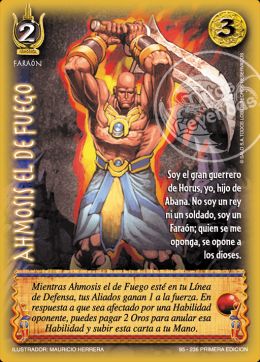 2
FARAÓN
3
AHMOSIS EL DE FUEGO
Soy el gran guerrero
de Horus, yo, hijo de
Abana. No soy un rey
ni un soldado, soy un
Faraón; quien se me
oponga, se opone a
los dioses.
Mientras Ahmosis el de Fuego esté en tu Línea
de Defensa, tus Aliados ganan 1 a la fuerza. En
respuesta a que sea afectado por una Habilidad
oponente, puedes pagar 2 Oros para anular esa
Habilidad y subir esta carta a tu Mano.
ILUSTRADOR: MAURICIO HERRERA
95 - 236 PRIMERA EDICION